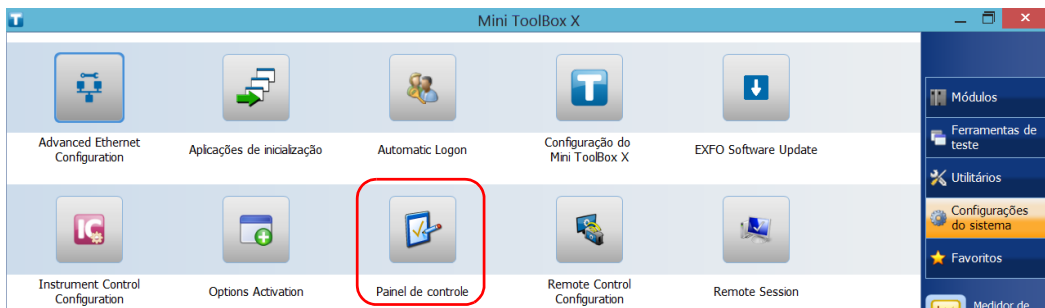 Mini ToolBox X
Advanced Ethernet
Configuration
Aplicações de inicialização
Automatic Logon
Configuração do
Mini ToolBox X
EXFO Software Update
Instrument Control
Configuration
Options Activation
Painel de controle
Remote Control
Configuration
Remote Session
Módulos
Ferramentas de
teste
Utilitários
Configurações
do sistema
Favoritos
Medidor de